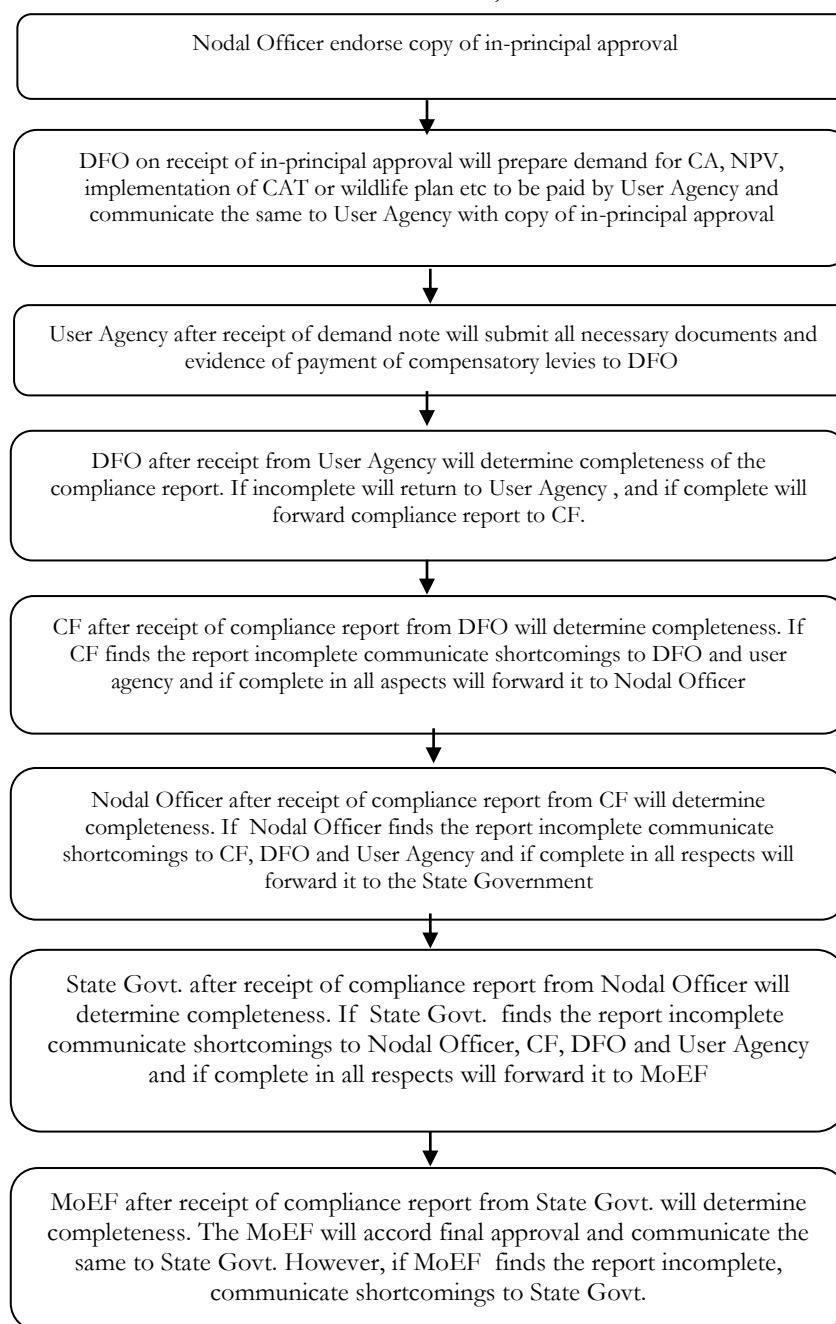 Nodal Officer endorse copy of in-principal approval
DFO on receipt of in-principal approval will prepare demand for CA, NPV,
implementation of CAT or wildlife plan etc to be paid by User Agency and
communicate the same to User Agency with copy of in-principal approval
User Agency after receipt of demand note will submit all necessary documents and
evidence of payment of compensatory levies to DFO
DFO after receipt from User Agency will determine completeness of the
compliance report. If incomplete will return to User Agency , and if complete will
forward compliance report to CF.
CF after receipt of compliance report from DFO will determine completeness. If
CF finds the report incomplete communicate shortcomings to DFO and user
agency and if complete in all aspects will forward it to Nodal Officer
Nodal Officer after receipt of compliance report from CF will determine
completeness. If Nodal Officer finds the report incomplete communicate
shortcomings to CF, DFO and User Agency and if complete in all respects will
forward it to the State Government
State Govt. after receipt of compliance report from Nodal Officer will
determine completeness. If State Govt. finds the report incomplete
communicate shortcomings to Nodal Officer, CF, DFO and User Agency
and if complete in all respects will forward it to MoEF
MoEF after receipt of compliance report from State Govt. will determine
completeness. The MoEF will accord final approval and communicate the
same to State Govt. However, if MoEF finds the report incomplete,
communicate shortcomings to State Govt.